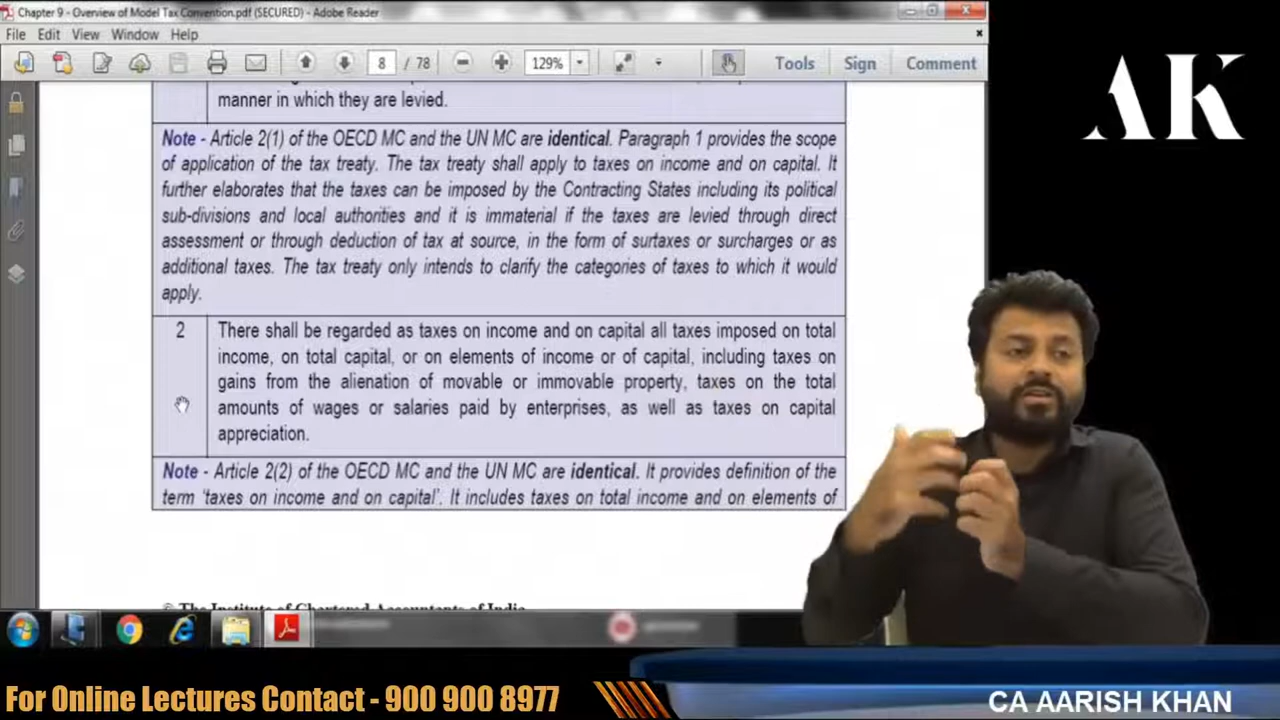 Chapter 9 - Overview of Model Tax Convention.pdf (SECURED) - Adobe Reader
File Edit View Window Help
8 / 78 129% Tools Sign Comment
manner in which they are levied.
Note - Article 2(1) of the OECD MC and the UN MC are identical. Paragraph 1 provides the scope
of application of the tax treaty. The tax treaty shall apply to taxes on income and on capital. It
further elaborates that the taxes can be imposed by the Contracting States including its political
sub-divisions and local authorities and it is immaterial if the taxes are levied through direct
assessment or through deduction of tax at source, in the form of surtaxes or surcharges or as
additional taxes. The tax treaty only intends to clarify the categories of taxes to which it would
apply.
2 There shall be regarded as taxes on income and on capital all taxes imposed on total
income, on total capital, or on elements of income or of capital, including taxes on
gains from the alienation of movable or immovable property, taxes on the total
amounts of wages or salaries paid by enterprises, as well as taxes on capital
appreciation.
Note - Article 2(2) of the OECD MC and the UN MC are identical. It provides definition of the
term 'taxes on income and on capital'. It includes taxes on total income and on elements of
© The Institute of Chartered Accountants of India
AK
For Online Lectures Contact - 900 900 8977
CA AARISH KHAN